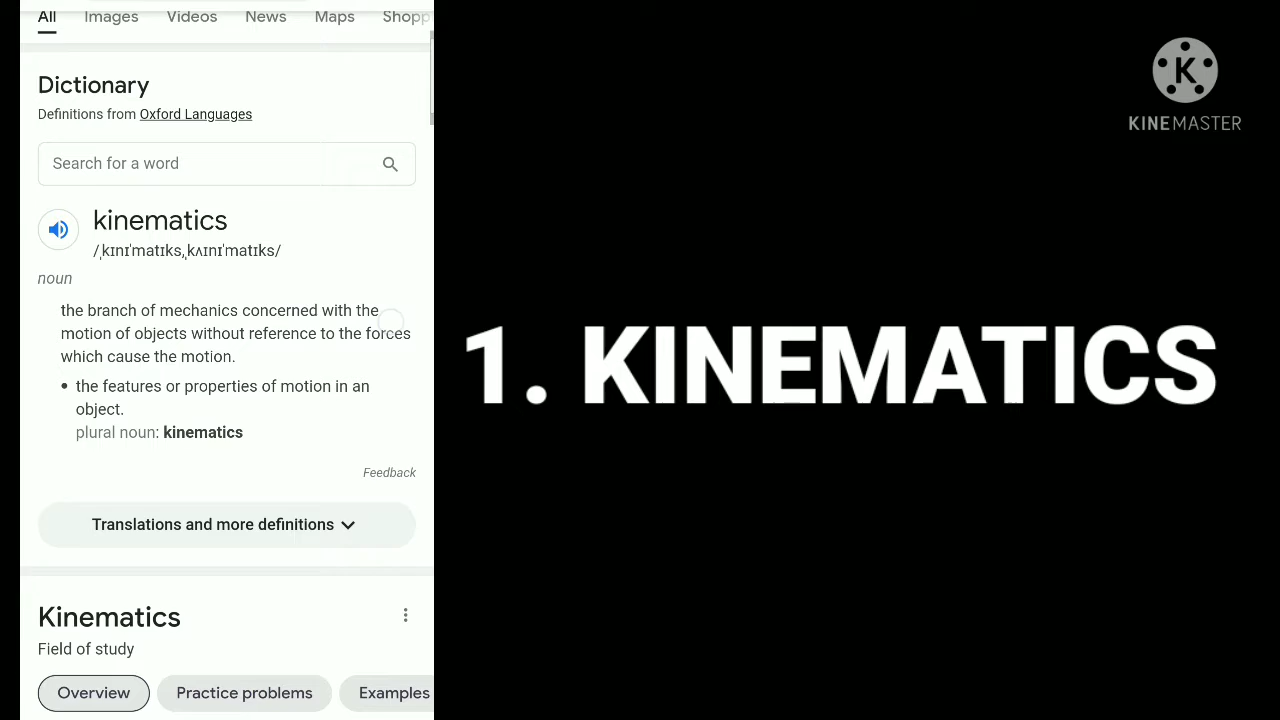 All Images Videos News Maps Shopp
Dictionary
Definitions from Oxford Languages
Search for a word
kinematics
/ˌkɪnɪˈmatɪks,ˌkʌɪnɪˈmatɪks/
noun
the branch of mechanics concerned with the
motion of objects without reference to the forces
which cause the motion.
• the features or properties of motion in an
object.
plural noun: kinematics
Feedback
Translations and more definitions
Kinematics
Field of study
Overview Practice problems Examples
1. KINEMATICS
K
KINEMASTER